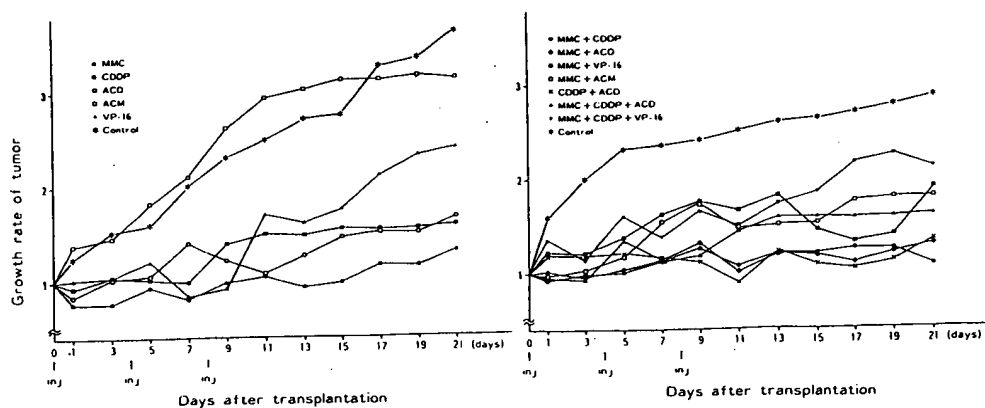 MMC
CDDP
ACD
ACM
VP-16
Control
3
2
1
Growth rate of tumor
0 1 3 5 7 9 11 13 15 17 19 21 (days)
inj inj inj
Days after transplantation
MMC + CDDP
MMC + ACD
MMC + VP-16
MMC + ACM
CDDP + ACD
MMC + CDDP + ACD
MMC + CDDP + VP-16
Control
3
2
1
0 1 3 5 7 9 11 13 15 17 19 21 (days)
inj inj inj
Days after transplantation